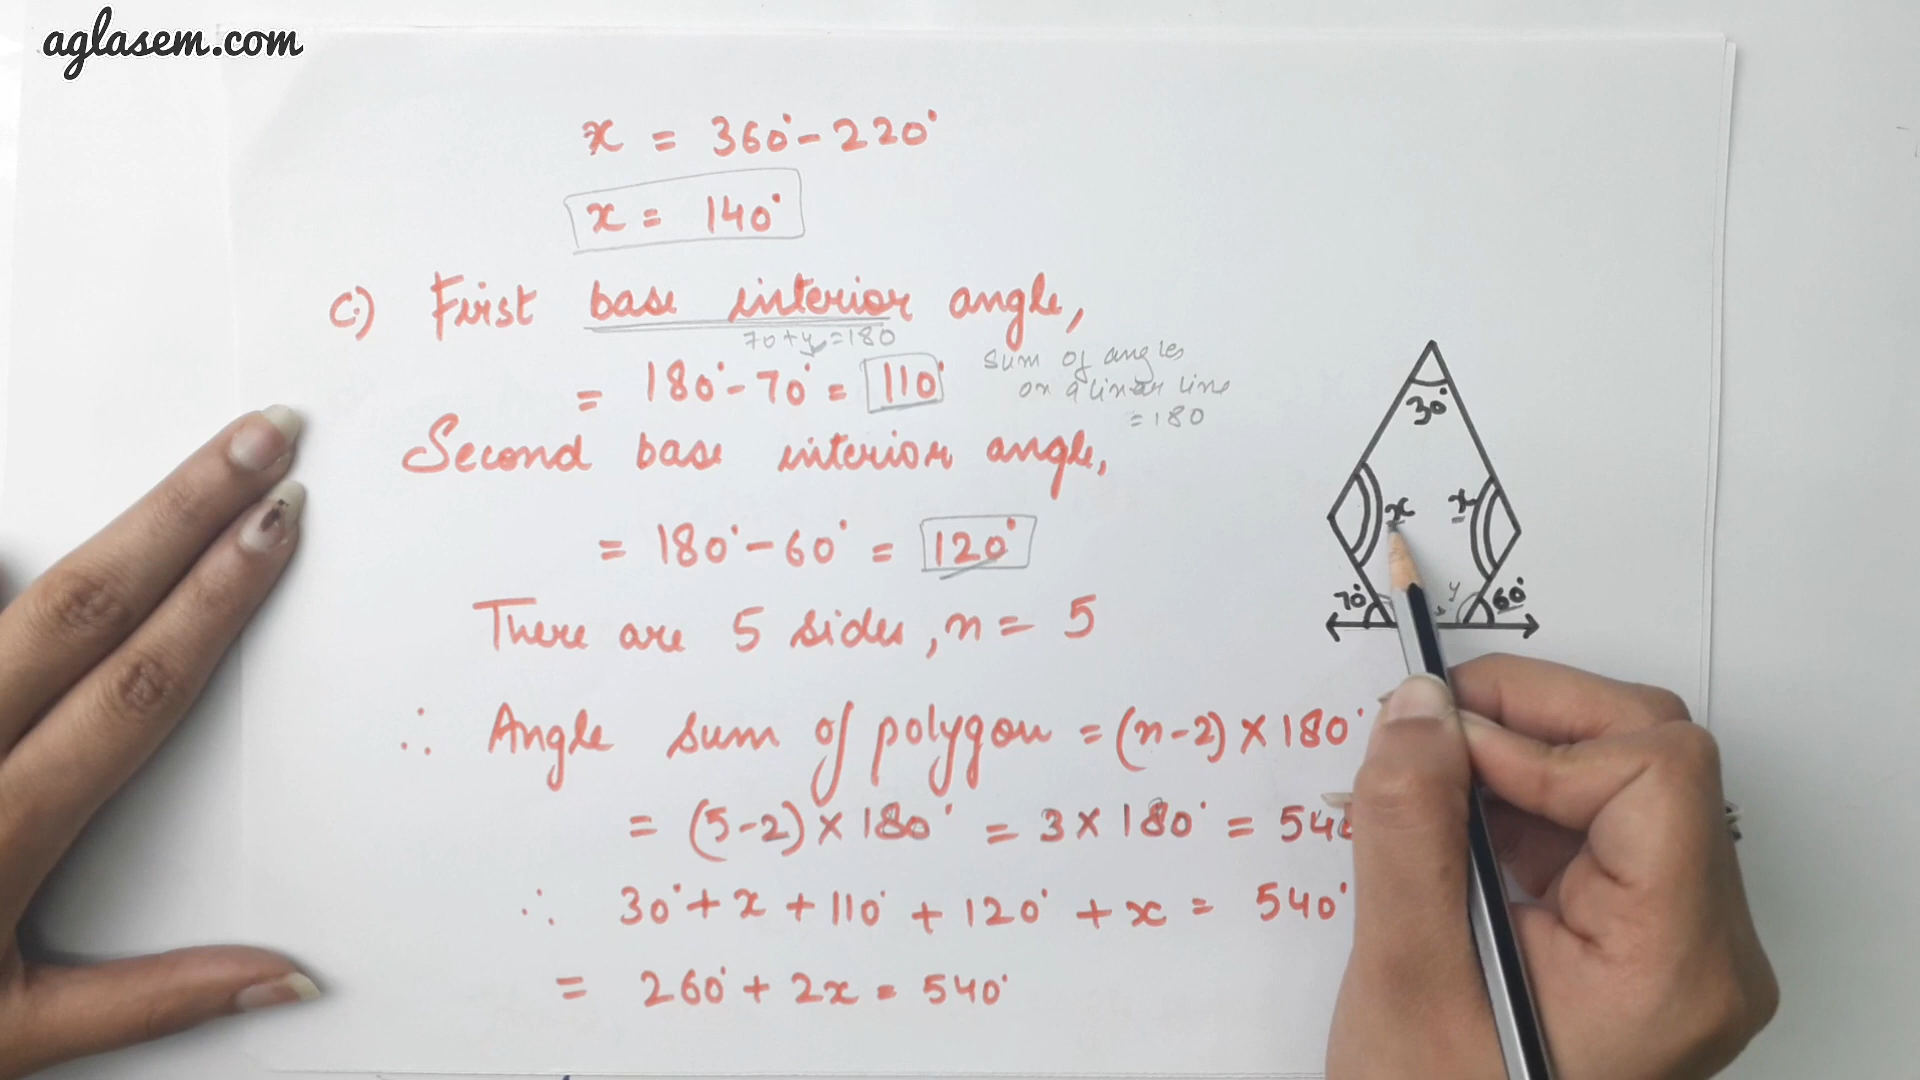 aglasem.com
x = 360° - 220°
x = 140°
c) First base interior angle,
70 + y = 180
= 180° - 70° = 110°
sum of angles
on a linear line
= 180
Second base interior angle,
= 180° - 60° = 120°
There are 5 sides, n = 5
∴ Angle sum of polygon = (n-2) × 180°
= (5-2) × 180° = 3 × 180° = 540
∴ 30° + x + 110° + 120° + x = 540°
= 260° + 2x = 540°
30°
x x
70° y 60°